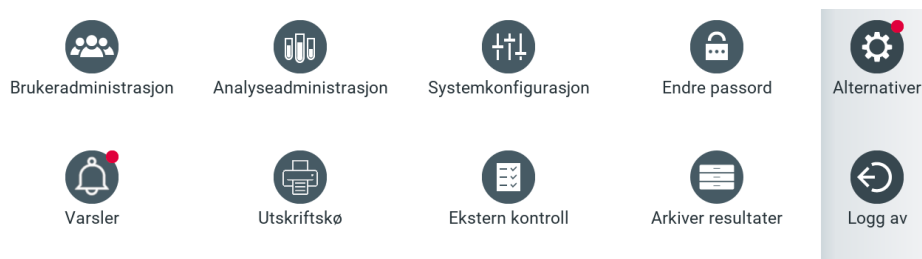 Brukeradministrasjon
Analyseadministrasjon
Systemkonfigurasjon
Endre passord
Alternativer
Varsler
Utskriftskø
Ekstern kontroll
Arkiver resultater
Logg av